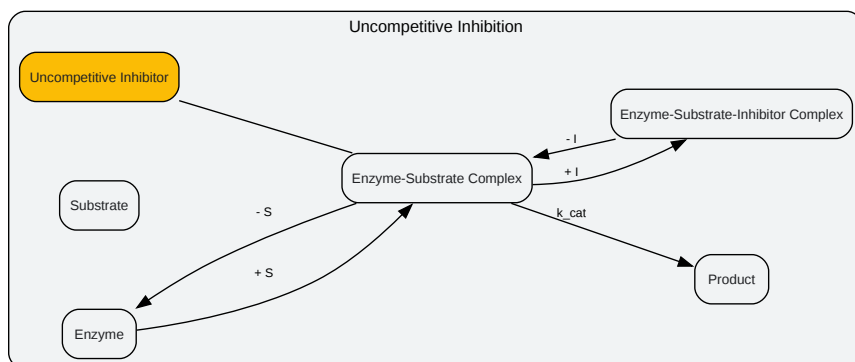 Uncompetitive Inhibition
Uncompetitive Inhibitor
Enzyme-Substrate-Inhibitor Complex
- I
+ I
Enzyme-Substrate Complex
Substrate
- S
k_cat
+ S
Product
Enzyme